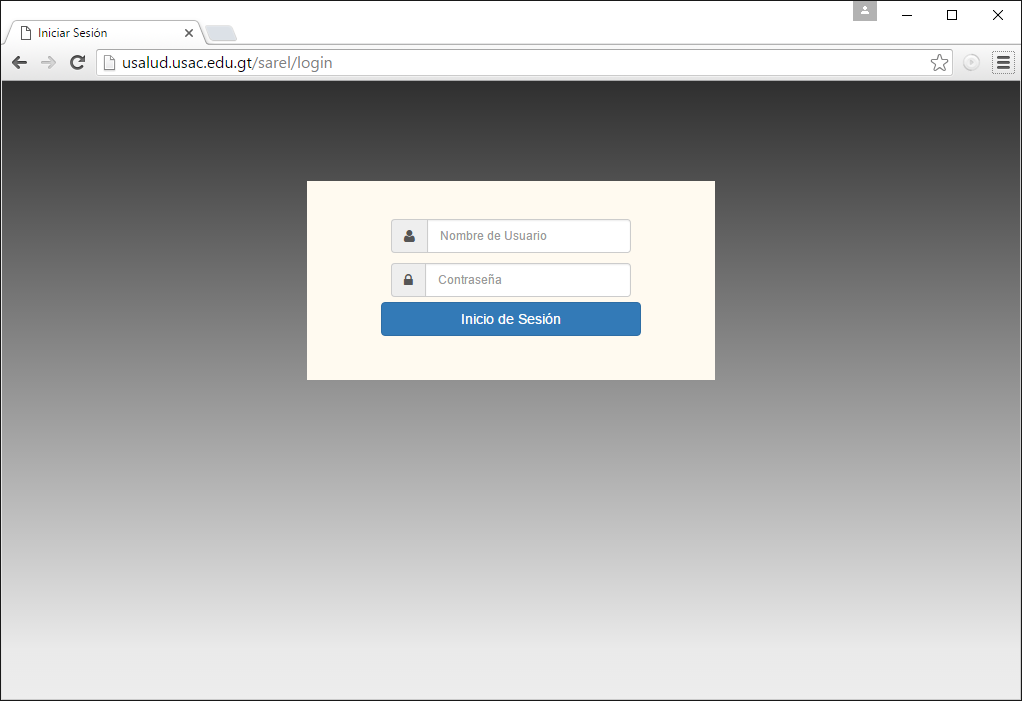 Iniciar Sesión
usalud.usac.edu.gt/sarel/login
Nombre de Usuario
Contraseña
Inicio de Sesión